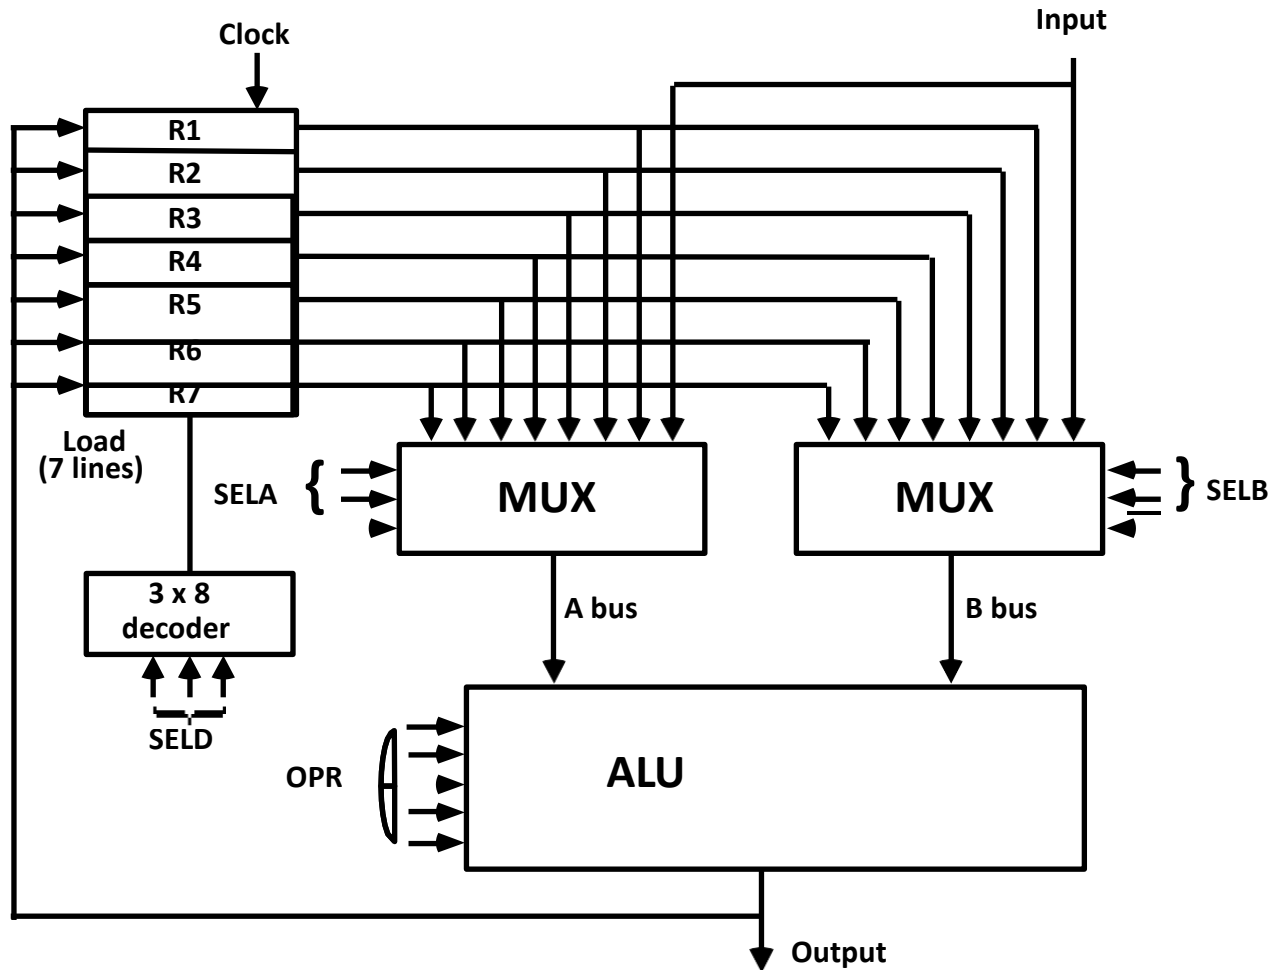 Clock
Input
R1
R2
R3
R4
R5
R6
R7
Load
(7 lines)
SELA
{
MUX
MUX
}
SELB
3 x 8
decoder
A bus
B bus
SELD
OPR
ALU
Output